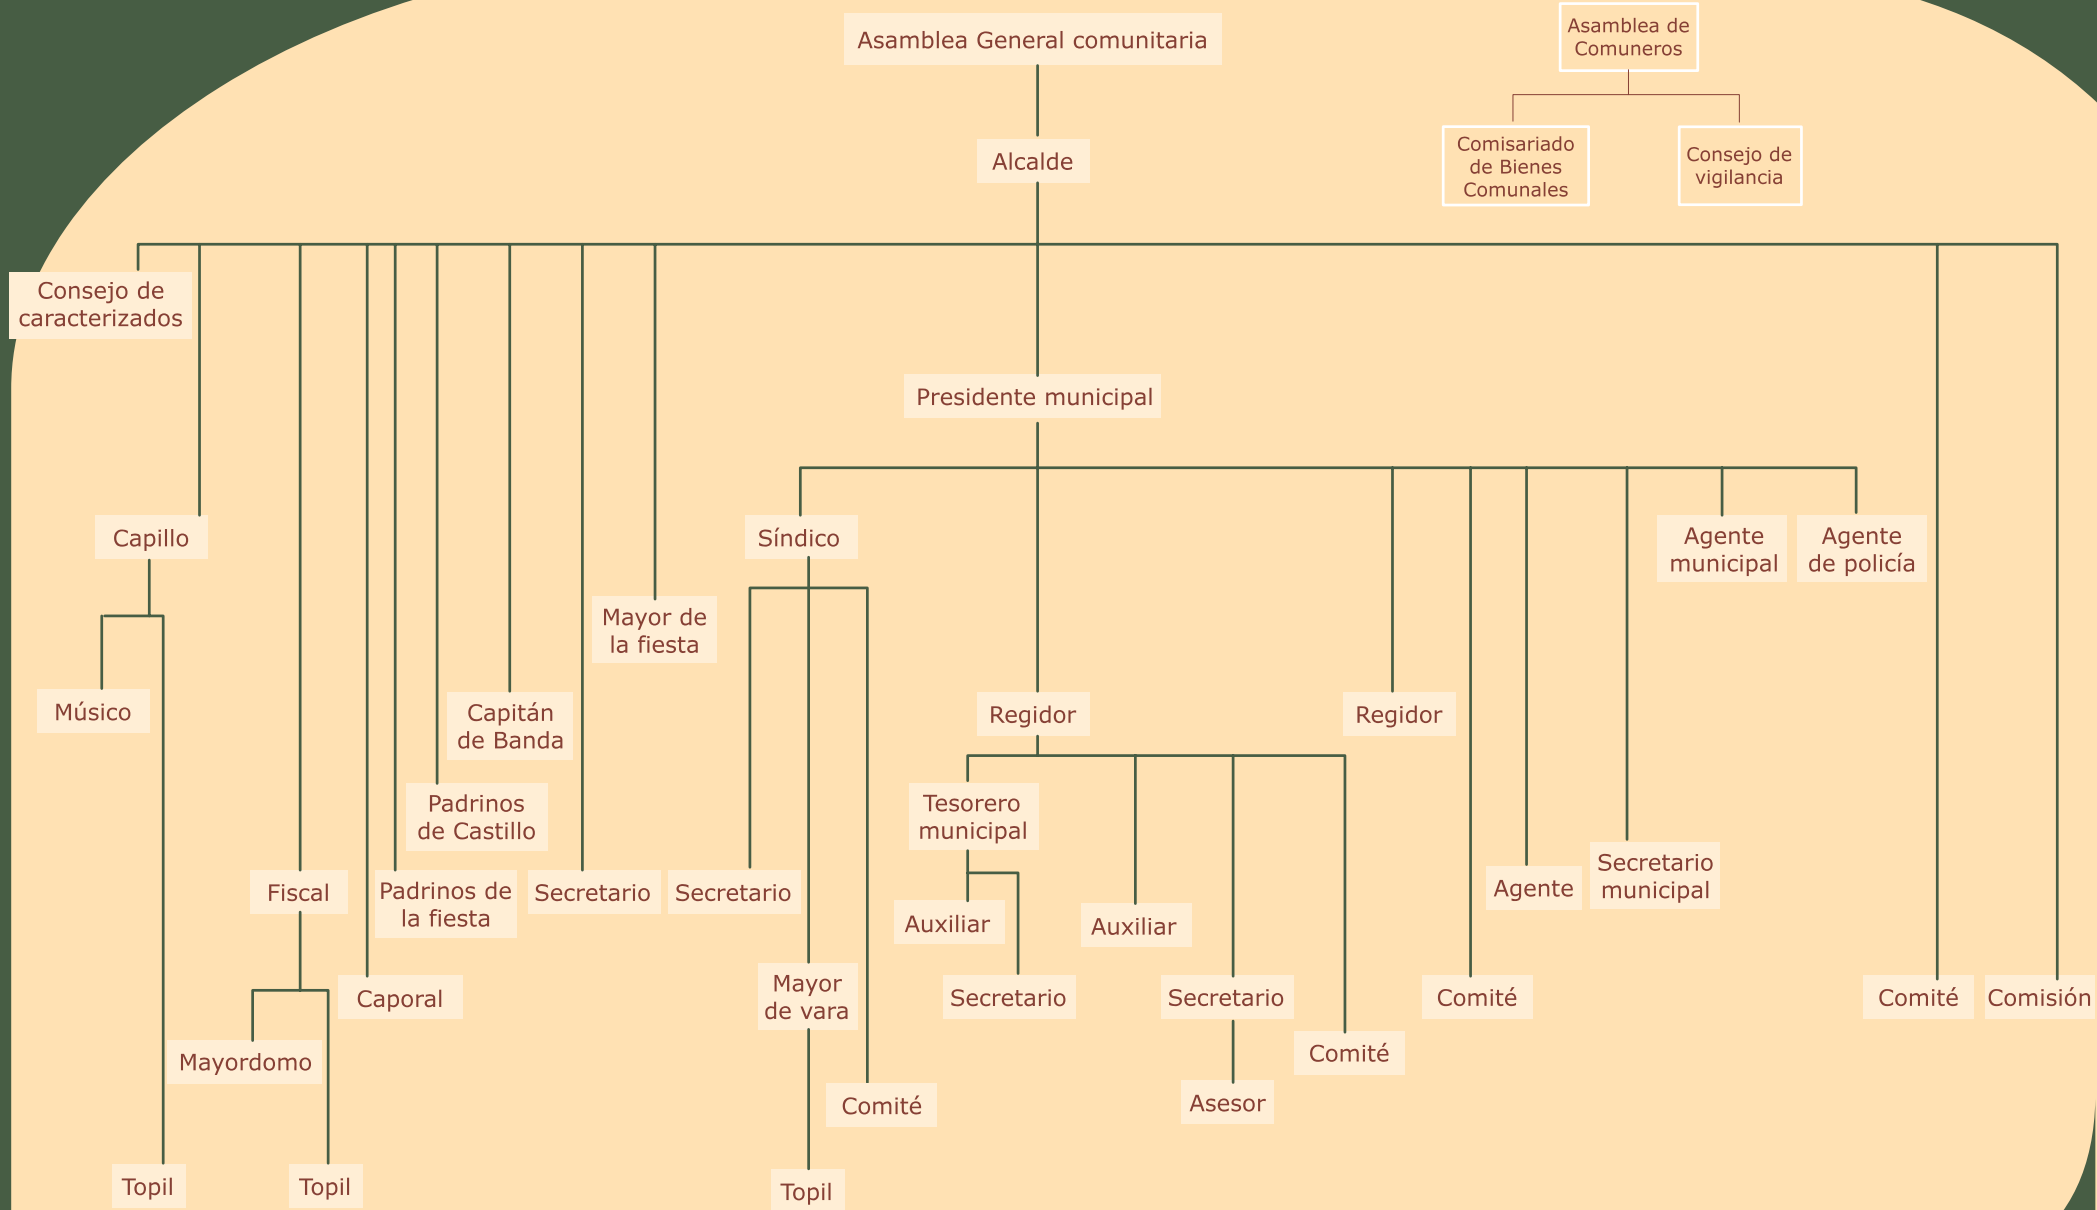 Asamblea General comunitaria
Asamblea de
Comuneros
Alcalde
Comisariado
de Bienes
Comunales
Consejo de
vigilancia
Consejo de
caracterizados
Presidente municipal
Capillo
Síndico
Agente
municipal
Agente
de policía
Mayor de
la fiesta
Músico
Capitán
de Banda
Regidor
Regidor
Padrinos
de Castillo
Tesorero
municipal
Fiscal
Padrinos de
la fiesta
Secretario
Secretario
Agente
Secretario
municipal
Auxiliar
Auxiliar
Caporal
Mayor
de vara
Secretario
Secretario
Comité
Comité
Comisión
Mayordomo
Comité
Comité
Asesor
Topil
Topil
Topil